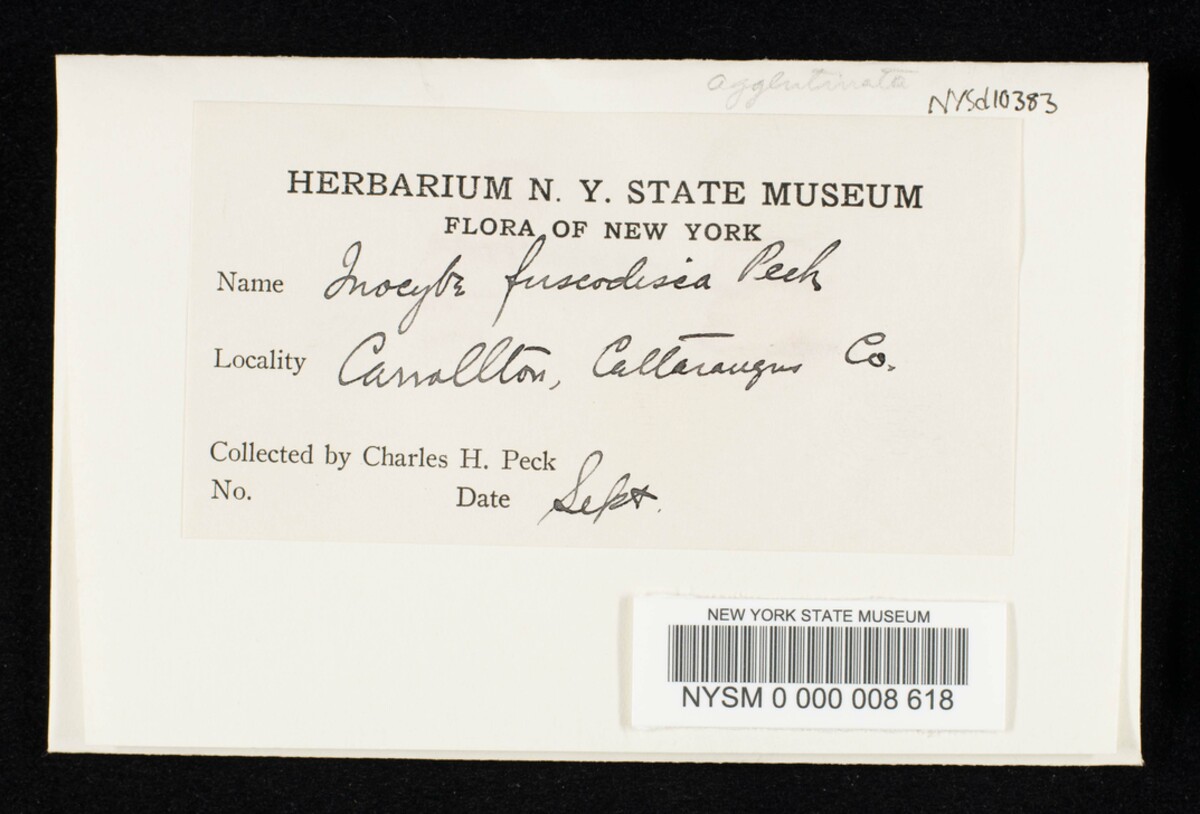 agglutinata
NYSd10383
HERBARIUM N. Y. STATE MUSEUM
FLORA OF NEW YORK
Name Inocybe fuscodisca Peck
Locality Carrollton, Cattaraugus Co.
Collected by Charles H. Peck
No. Date Sept.
NEW YORK STATE MUSEUM
NYSM 0 000 008 618